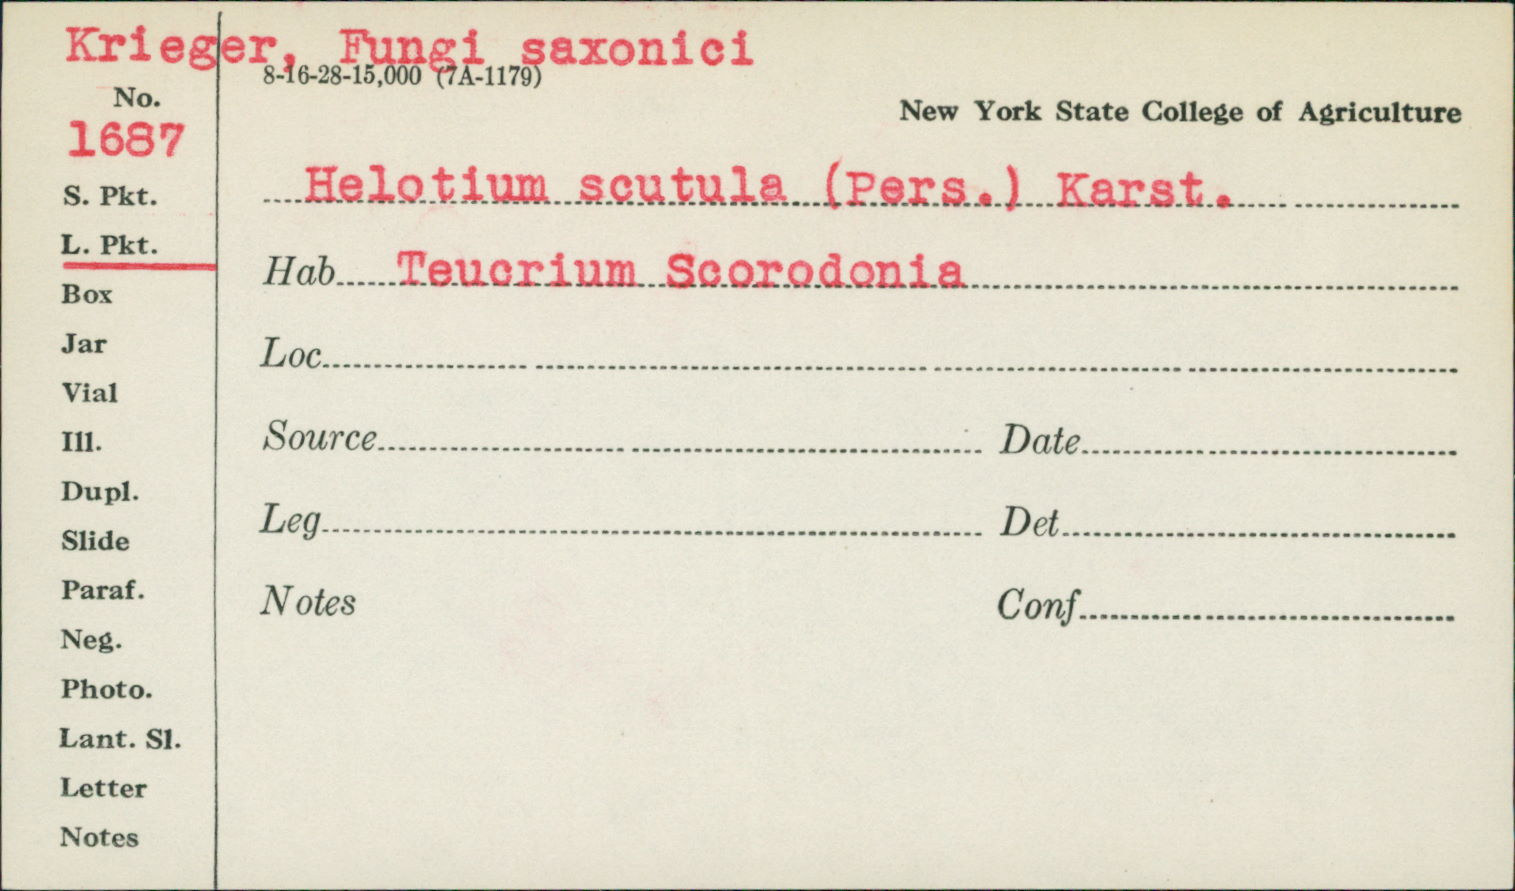 Krieger, Fungi saxonici
8-16-28-15,000 (7A-1179)
No.
1687
New York State College of Agriculture
S. Pkt.
Helotium scutula (Pers.) Karst.
L. Pkt.
Hab Teucrium Scorodonia
Box
Jar
Loc
Vial
Ill.
Source Date
Dupl.
Slide
Leg Det
Paraf.
Notes Conf
Neg.
Photo.
Lant. Sl.
Letter
Notes